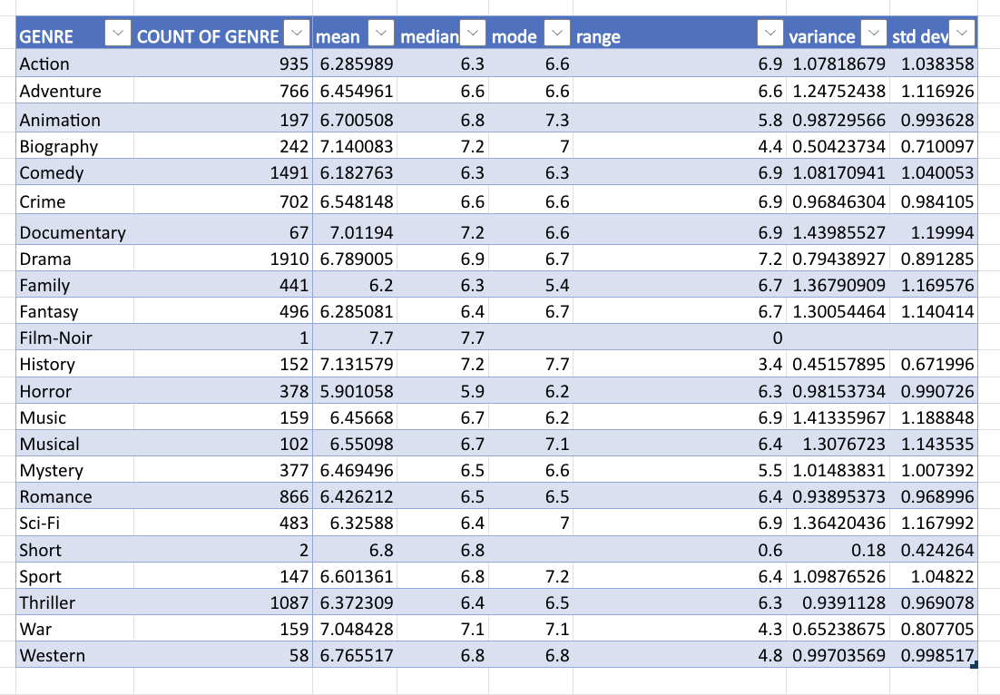 GENRE COUNT OF GENRE mean median mode range variance std dev
Action 935 6.285989 6.3 6.6 6.9 1.07818679 1.038358
Adventure 766 6.454961 6.6 6.6 6.6 1.24752438 1.116926
Animation 197 6.700508 6.8 7.3 5.8 0.98729566 0.993628
Biography 242 7.140083 7.2 7 4.4 0.50423734 0.710097
Comedy 1491 6.182763 6.3 6.3 6.9 1.08170941 1.040053
Crime 702 6.548148 6.6 6.6 6.9 0.96846304 0.984105
Documentary 67 7.01194 7.2 6.6 6.9 1.43985527 1.19994
Drama 1910 6.789005 6.9 6.7 7.2 0.79438927 0.891285
Family 441 6.2 6.3 5.4 6.7 1.36790909 1.169576
Fantasy 496 6.285081 6.4 6.7 6.7 1.30054464 1.140414
Film-Noir 1 7.7 7.7 0
History 152 7.131579 7.2 7.7 3.4 0.45157895 0.671996
Horror 378 5.901058 5.9 6.2 6.3 0.98153734 0.990726
Music 159 6.45668 6.7 6.2 6.9 1.41335967 1.188848
Musical 102 6.55098 6.7 7.1 6.4 1.3076723 1.143535
Mystery 377 6.469496 6.5 6.6 5.5 1.01483831 1.007392
Romance 866 6.426212 6.5 6.5 6.4 0.93895373 0.968996
Sci-Fi 483 6.32588 6.4 7 6.9 1.36420436 1.167992
Short 2 6.8 6.8 0.6 0.18 0.424264
Sport 147 6.601361 6.8 7.2 6.4 1.09876526 1.04822
Thriller 1087 6.372309 6.4 6.5 6.3 0.9391128 0.969078
War 159 7.048428 7.1 7.1 4.3 0.65238675 0.807705
Western 58 6.765517 6.8 6.8 4.8 0.99703569 0.998517